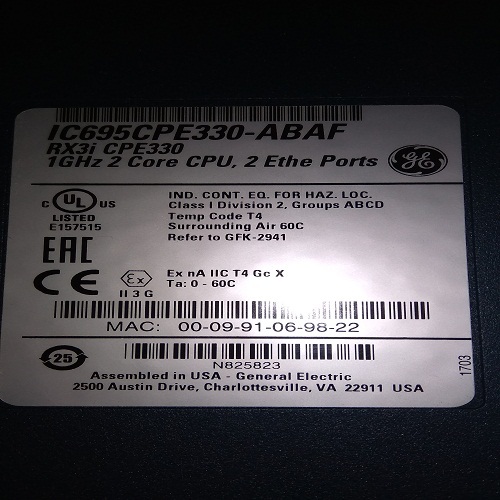 IC695CPE330-ABAF
RX3i CPE330
1GHz 2 Core CPU, 2 Ethe Ports
GE
C UL US
LISTED
E157515
IND. CONT. EQ. FOR HAZ. LOC.
Class I Division 2, Groups ABCD
Temp Code T4
Surrounding Air 60C
Refer to GFK-2941
EAC
CE
Ex
II 3 G
Ex nA IIC T4 Gc X
Ta: 0 - 60C
MAC: 00-09-91-06-98-22
25
N825823
Assembled in USA - General Electric
2500 Austin Drive, Charlottesville, VA 22911 USA
1703